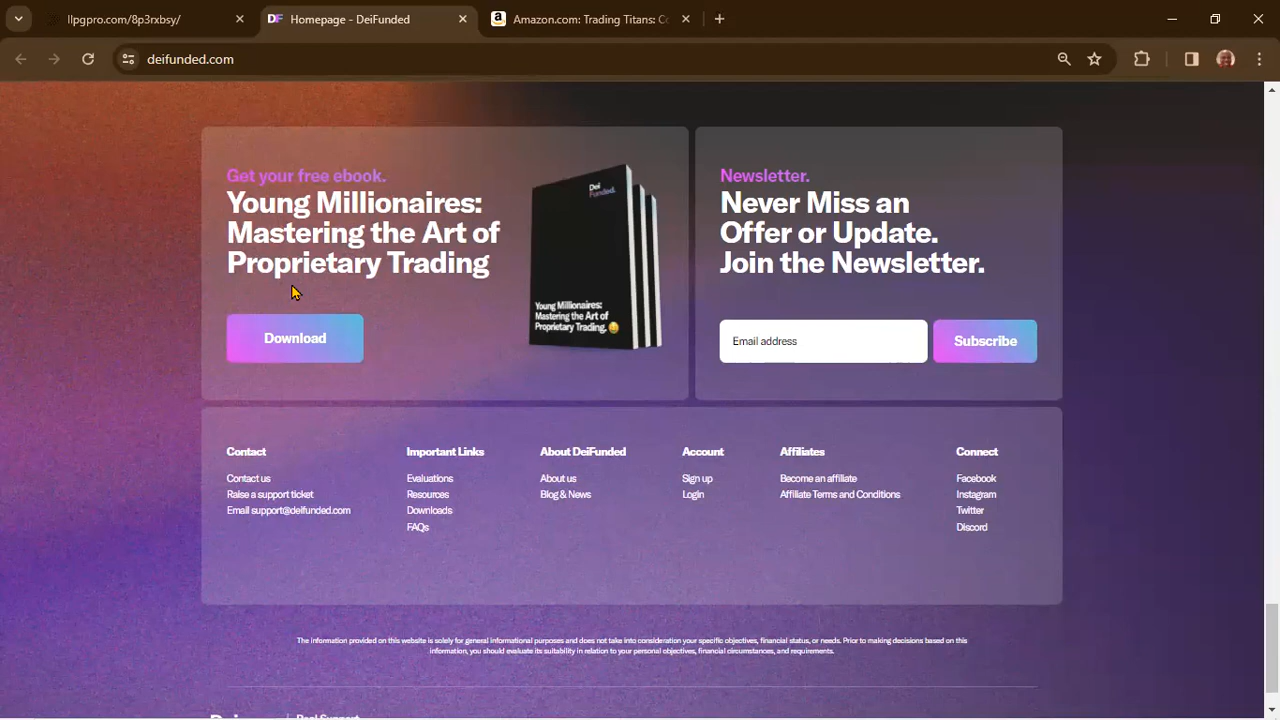 llpgpro.com/8p3rxbsy/
DF Homepage - DeiFunded
Amazon.com: Trading Titans: Co
deifunded.com
Get your free ebook.
Young Millionaires:
Mastering the Art of
Proprietary Trading
Download
Dei
Funded.
Young Millionaires:
Mastering the Art of
Proprietary Trading.
Newsletter.
Never Miss an
Offer or Update.
Join the Newsletter.
Email address
Subscribe
Contact
Contact us
Raise a support ticket
Email support@deifunded.com
Important Links
Evaluations
Resources
Downloads
FAQs
About DeiFunded
About us
Blog & News
Account
Sign up
Login
Affiliates
Become an affiliate
Affiliate Terms and Conditions
Connect
Facebook
Instagram
Twitter
Discord
The information provided on this website is solely for general informational purposes and does not take into consideration your specific objectives, financial status, or needs. Prior to making decisions based on this
information, you should evaluate its suitability in relation to your personal objectives, financial circumstances, and requirements.